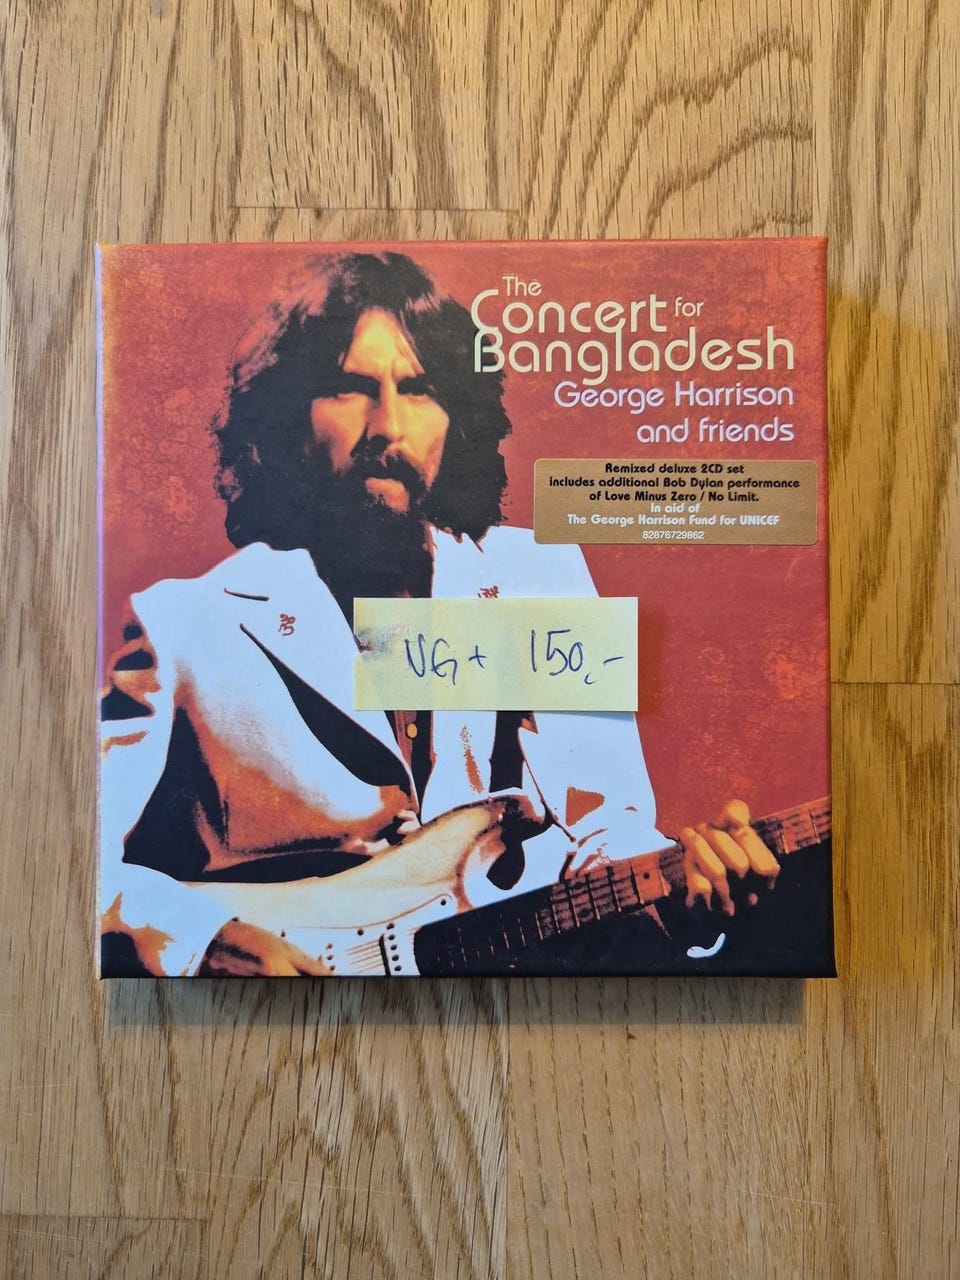 The
Concert for
Bangladesh
George Harrison
and friends
Remixed deluxe 2CD set
includes additional Bob Dylan performance
of Love Minus Zero / No Limit.
In aid of
The George Harrison Fund for UNICEF
82876729862
VG+ 150,-